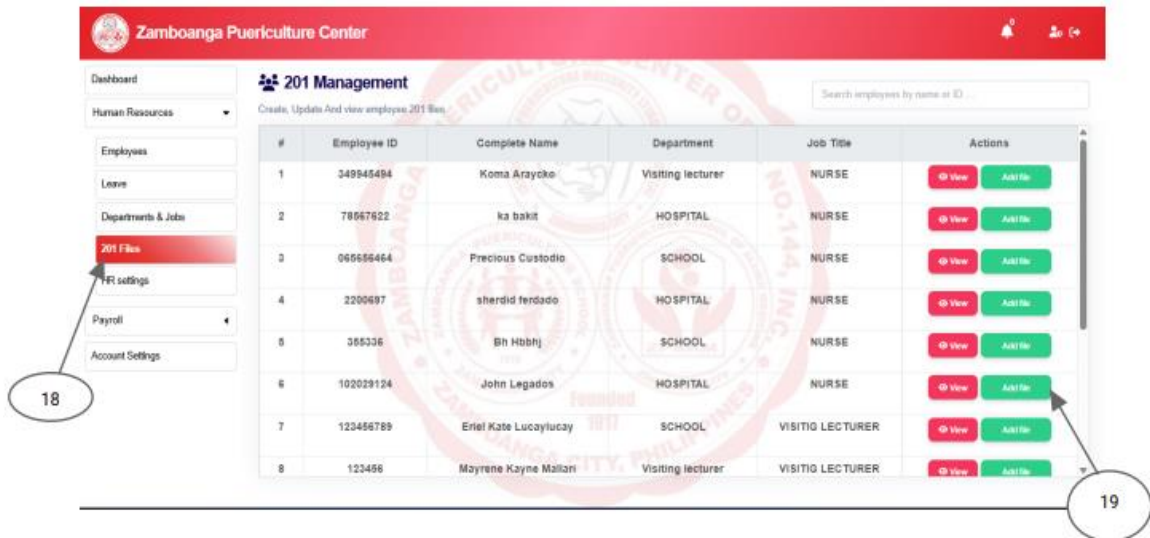 Zamboanga Puericulture Center
0
Dashboard
Human Resources
Employees
Leave
Departments & Jobs
201 Files
HR settings
Payroll
Account Settings
18
201 Management
Create, Update And view employee 201 files.
Search employees by name or ID ...
# Employee ID Complete Name Department Job Title Actions
1 349945494 Koma Araycko Visiting lecturer NURSE View Add file
2 78567622 ka bakit HOSPITAL NURSE View Add file
3 065656464 Precious Custodio SCHOOL NURSE View Add file
4 2200697 sherdid ferdado HOSPITAL NURSE View Add file
5 355336 Bh Hbbhj SCHOOL NURSE View Add file
6 102029124 John Legados HOSPITAL NURSE View Add file
7 123456789 Eriel Kate Lucaylucay SCHOOL VISITIG LECTURER View Add file
8 123456 Mayrene Kayne Mallari Visiting lecturer VISITIG LECTURER View Add file
19
Founded
1917